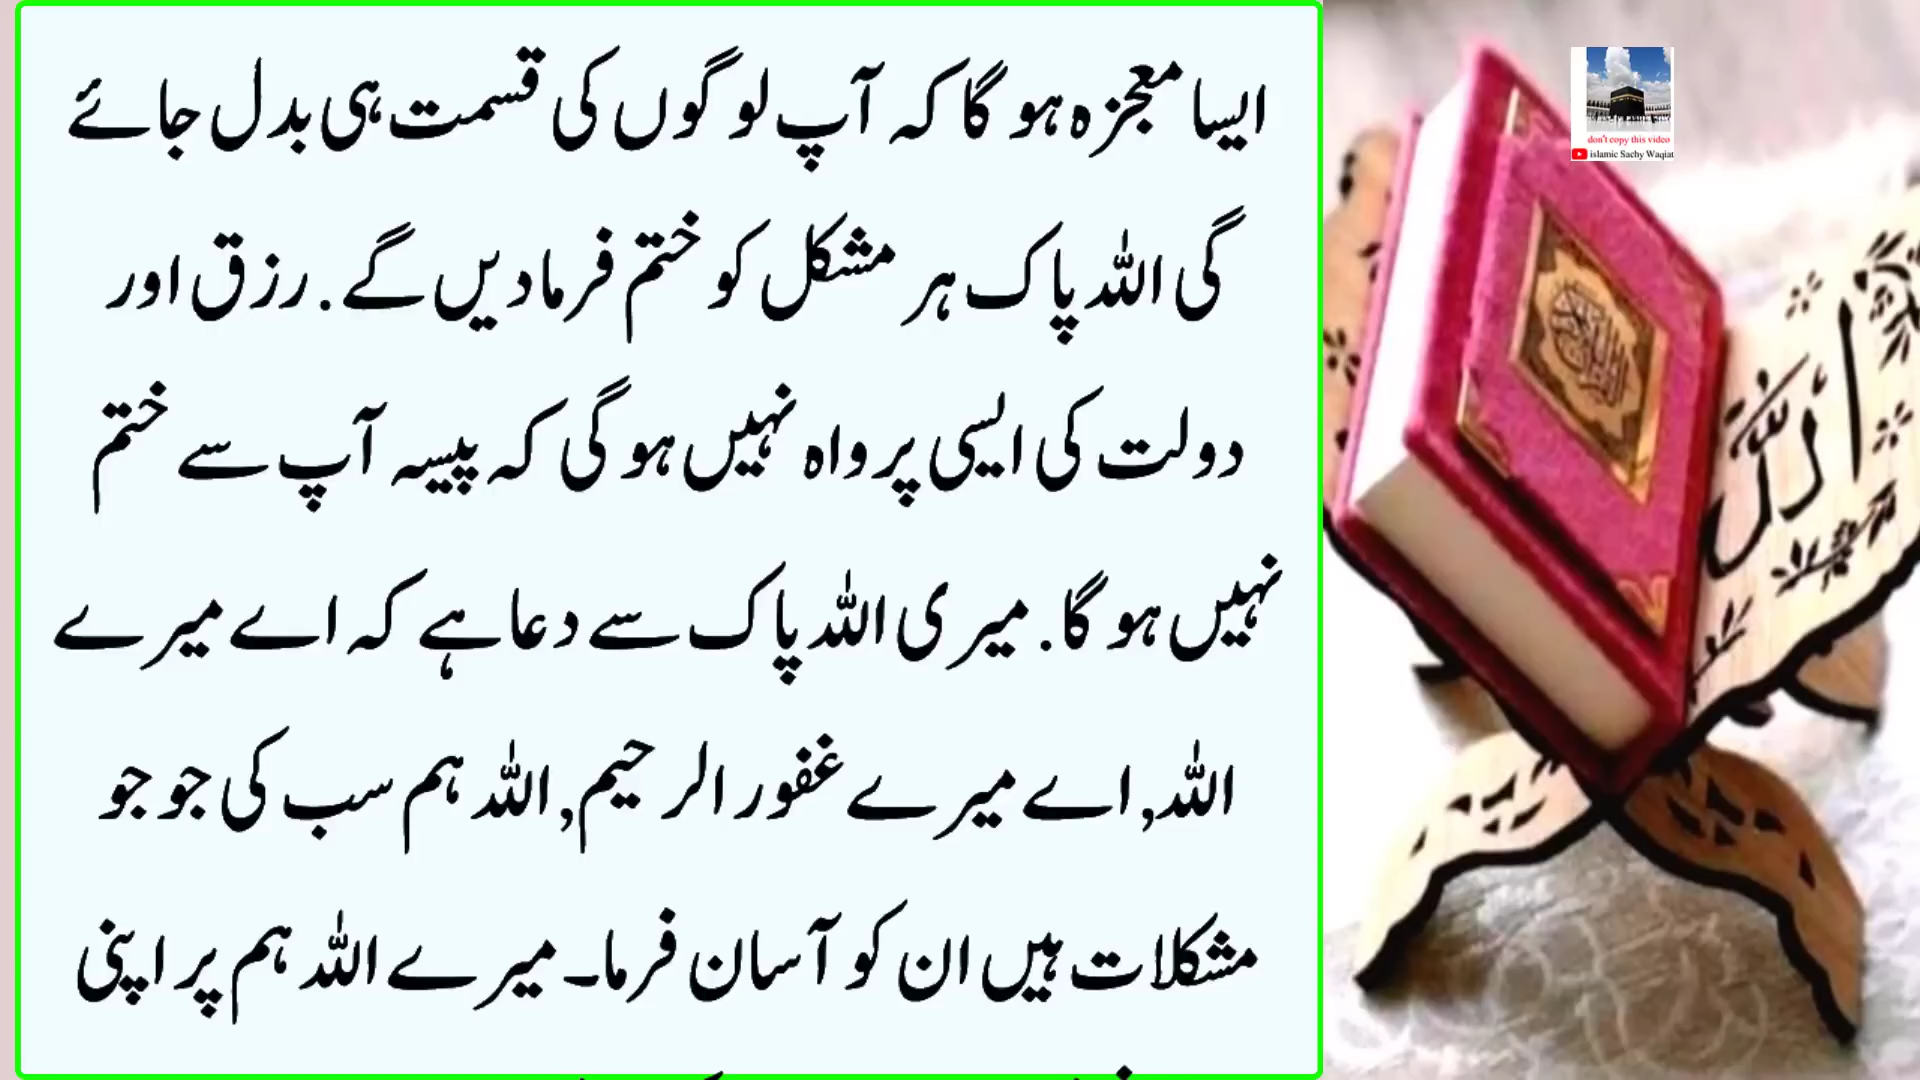 ایسا معجزہ ہو گا کہ آپ لوگوں کی قسمت ہی بدل جائے
گی اللہ پاک ہر مشکل کو ختم فرما دیں گے. رزق اور
دولت کی ایسی پرواہ نہیں ہو گی کہ پیسہ آپ سے ختم
نہیں ہو گا. میری اللہ پاک سے دعا ہے کہ اے میرے
اللہ, اے میرے غفور الرحیم, اللہ ہم سب کی جو جو
مشکلات ہیں ان کو آسان فرما۔ میرے اللہ ہم پر اپنی
don't copy this video
islamic Sachy Waqiat
اللہ